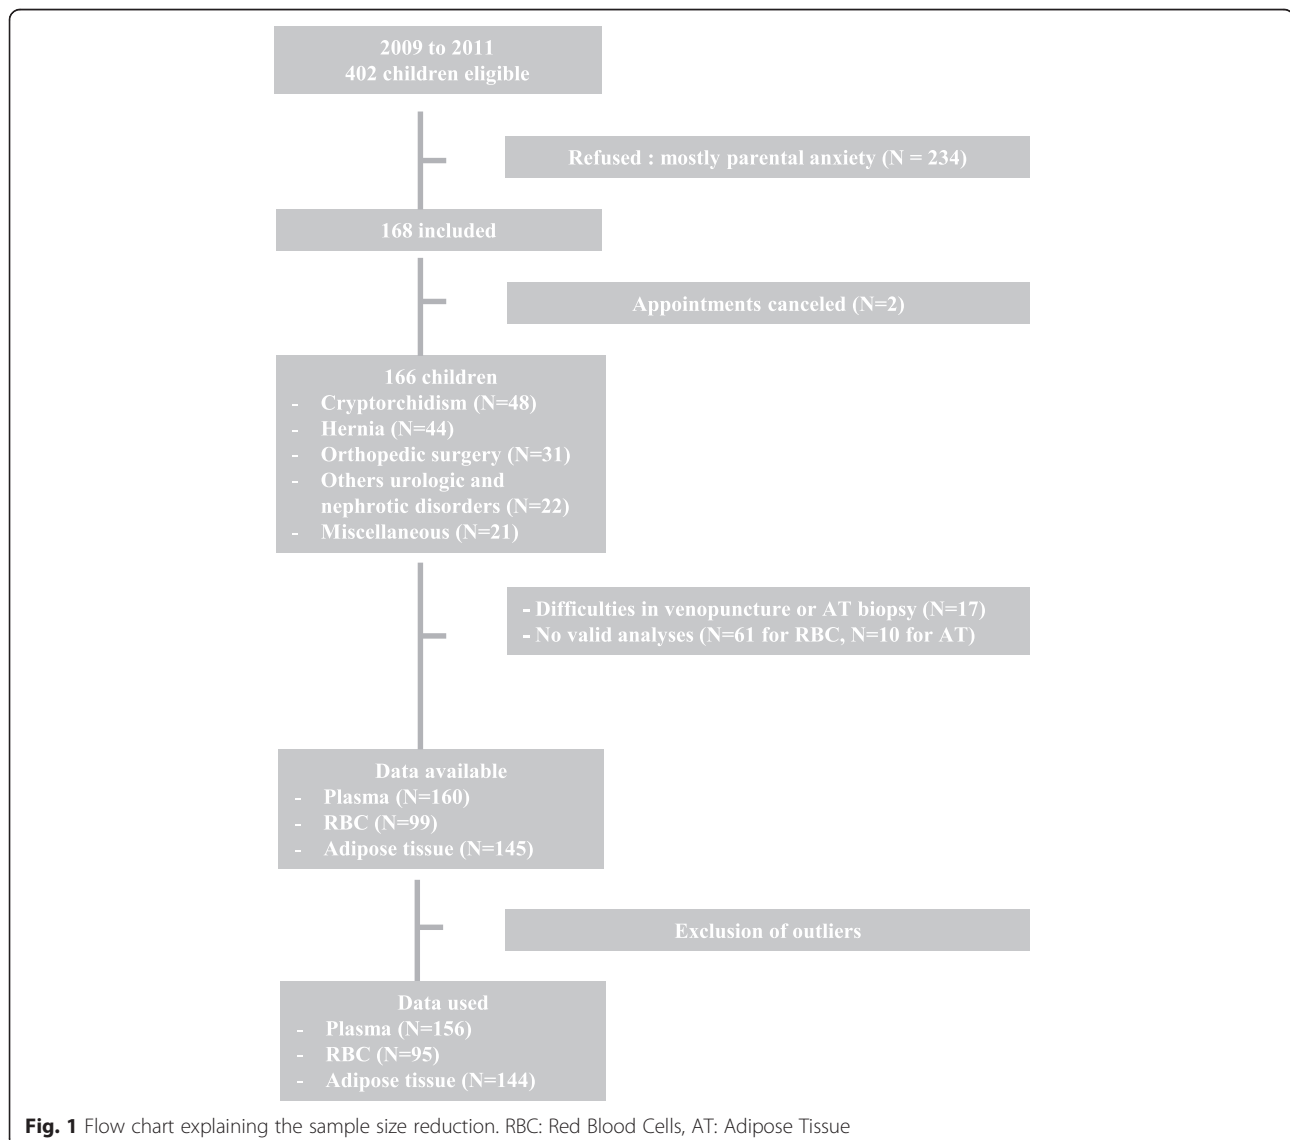 2009 to 2011
402 children eligible
Refused : mostly parental anxiety (N = 234)
168 included
Appointments canceled (N=2)
166 children
- Cryptorchidism (N=48)
- Hernia (N=44)
- Orthopedic surgery (N=31)
- Others urologic and
nephrotic disorders (N=22)
- Miscellaneous (N=21)
- Difficulties in venopuncture or AT biopsy (N=17)
- No valid analyses (N=61 for RBC, N=10 for AT)
Data available
- Plasma (N=160)
- RBC (N=99)
- Adipose tissue (N=145)
Exclusion of outliers
Data used
- Plasma (N=156)
- RBC (N=95)
- Adipose tissue (N=144)
Fig. 1 Flow chart explaining the sample size reduction. RBC: Red Blood Cells, AT: Adipose Tissue